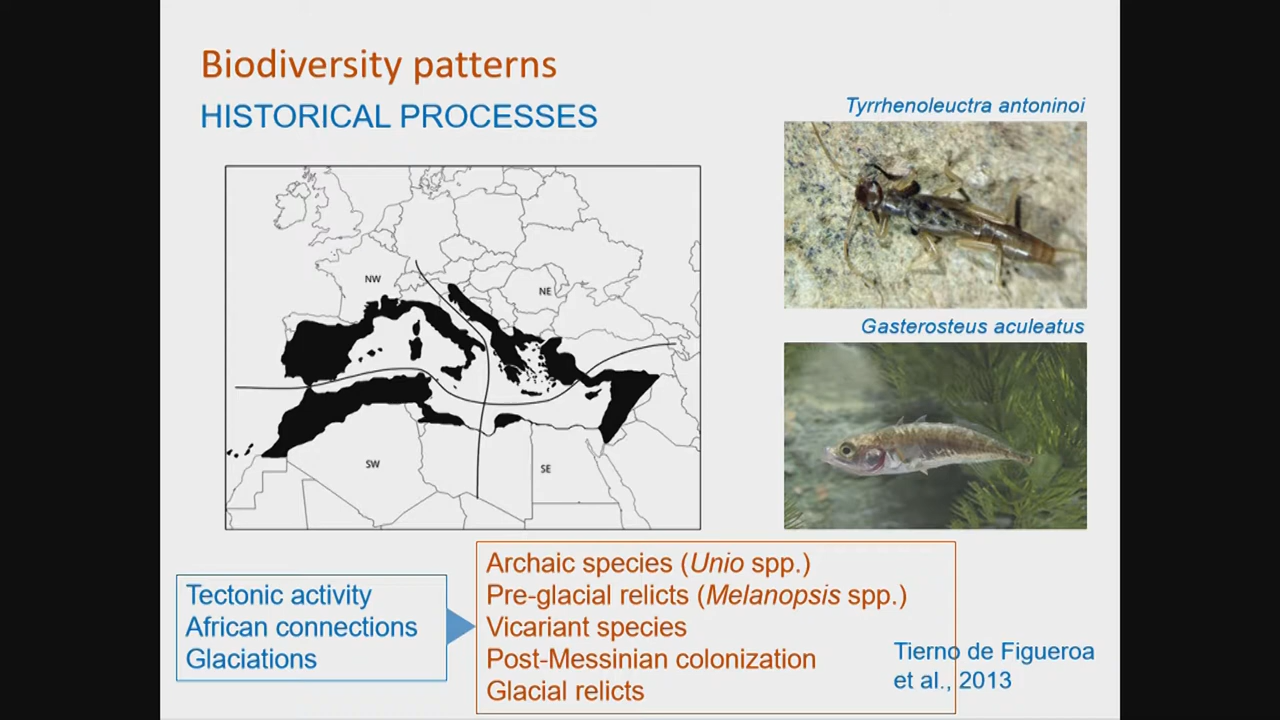 Biodiversity patterns
HISTORICAL PROCESSES
Tyrrhenoleuctra antoninoi
NW
NE
SW
SE
Gasterosteus aculeatus
Tectonic activity
African connections
Glaciations
Archaic species (Unio spp.)
Pre-glacial relicts (Melanopsis spp.)
Vicariant species
Post-Messinian colonization
Glacial relicts
Tierno de Figueroa
et al., 2013